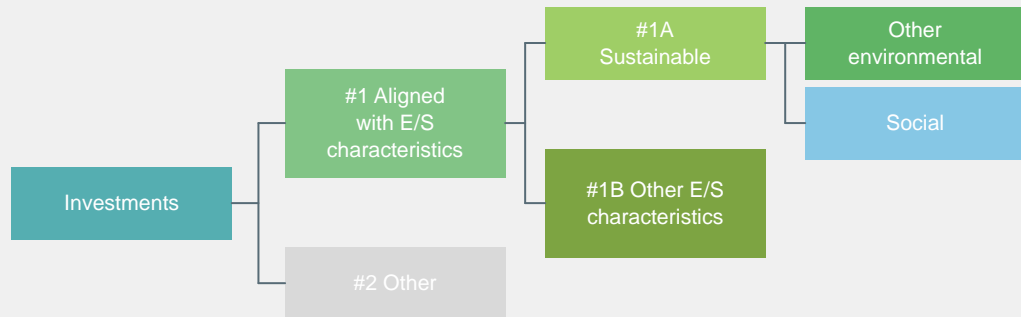 Investments
#1 Aligned
with E/S
characteristics
#2 Other
#1A
Sustainable
#1B Other E/S
characteristics
Other
environmental
Social